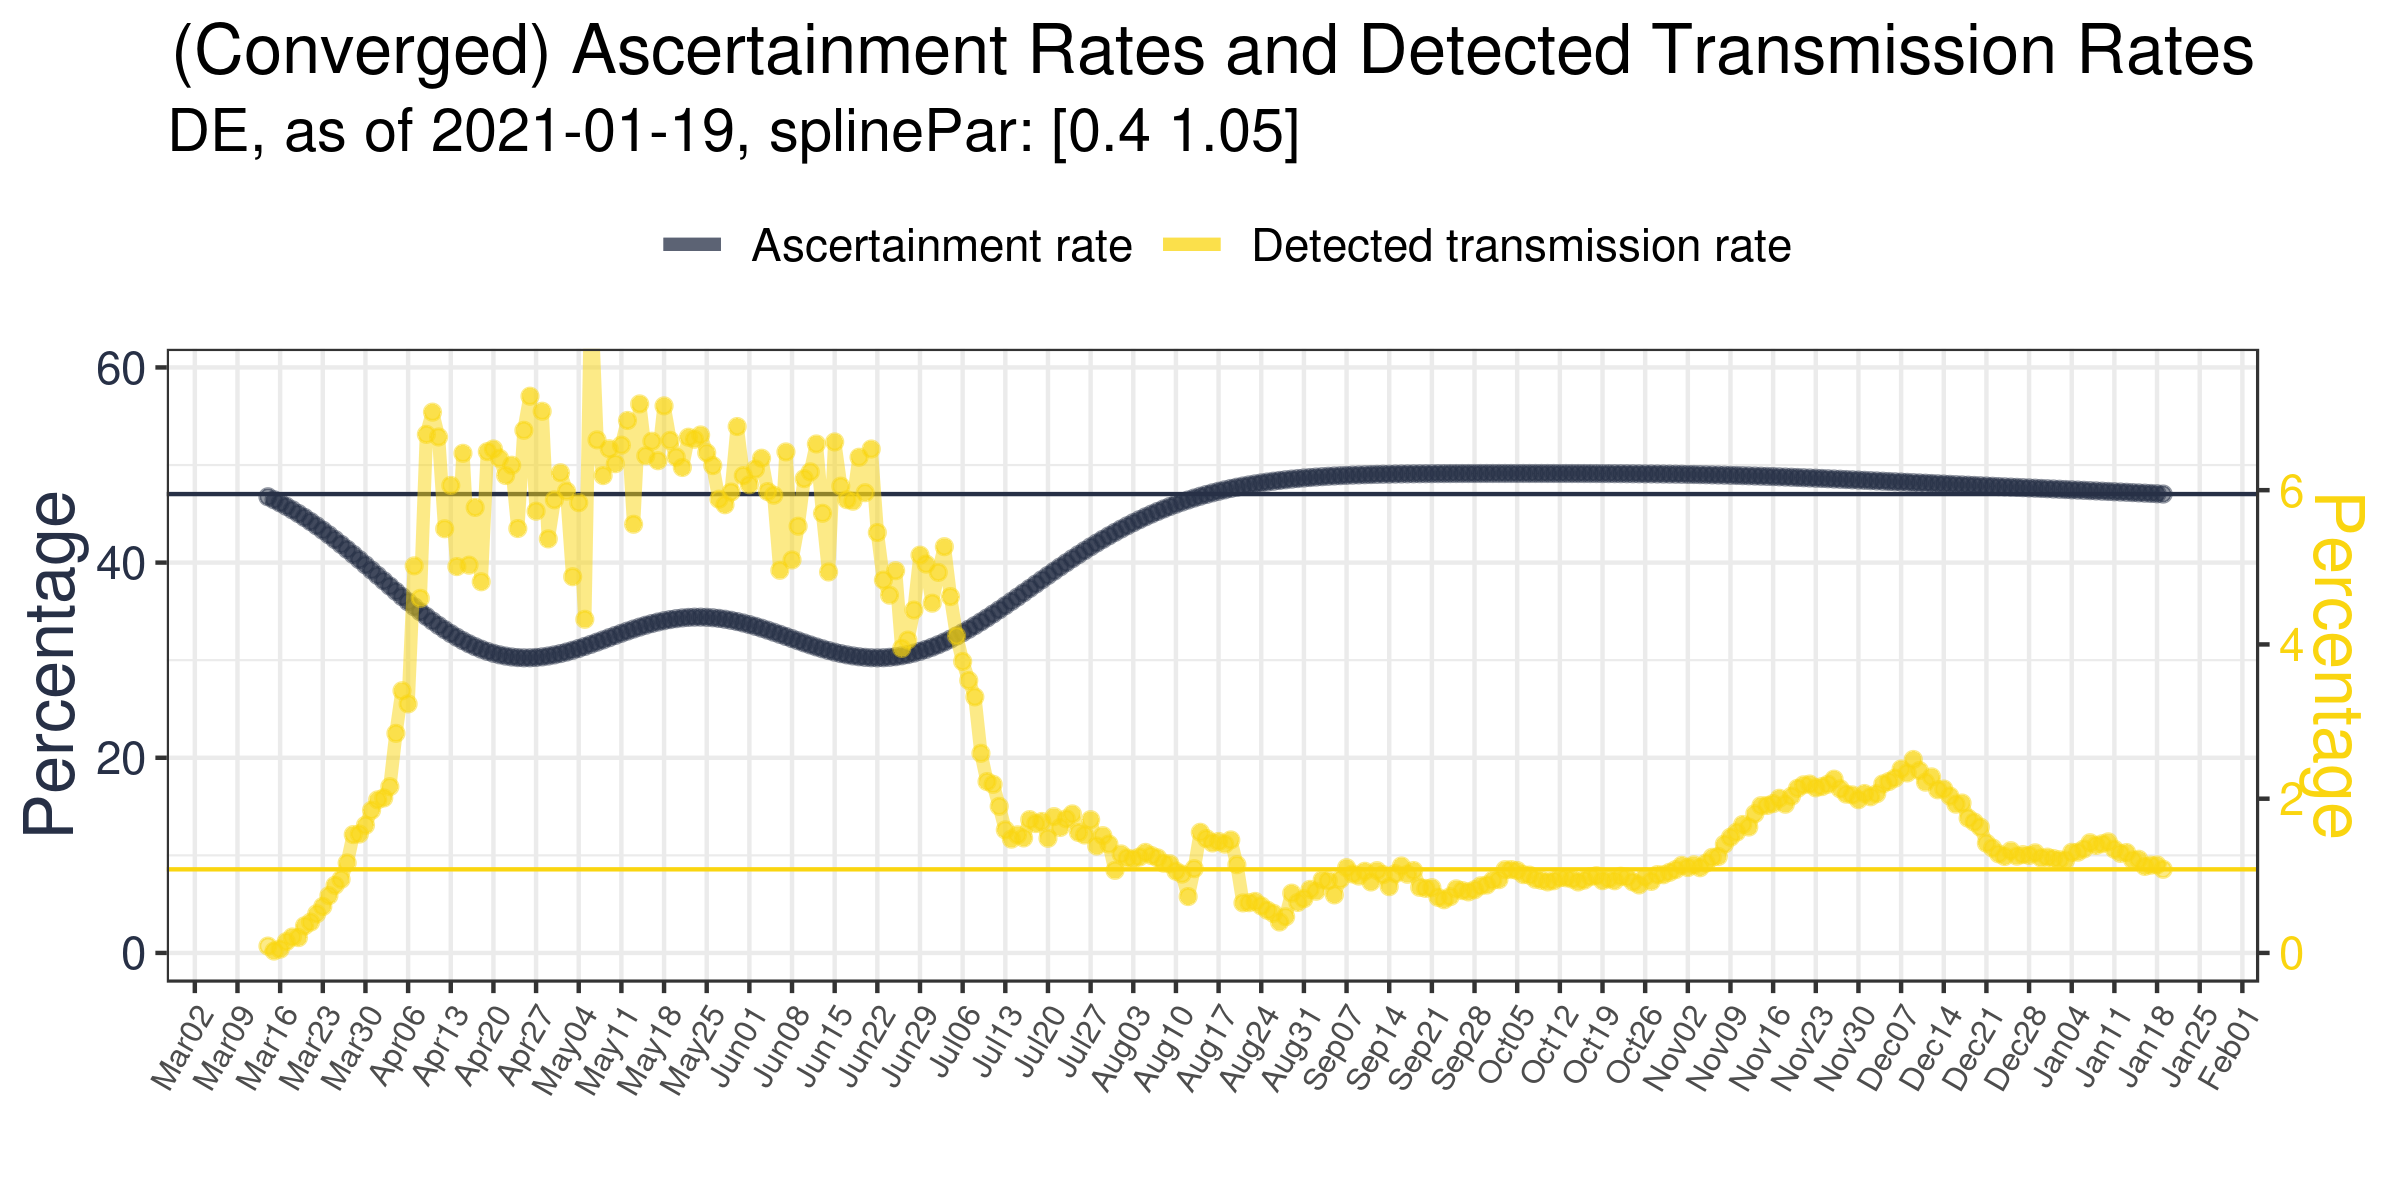 (Converged) Ascertainment Rates and Detected Transmission Rates
DE, as of 2021-01-19, splinePar: [0.4 1.05]
Ascertainment rate
Detected transmission rate
Percentage
60
40
20
0
6
4
2
0
Percentage
Mar02
Mar09
Mar16
Mar23
Mar30
Apr06
Apr13
Apr20
Apr27
May04
May11
May18
May25
Jun01
Jun08
Jun15
Jun22
Jun29
Jul06
Jul13
Jul20
Jul27
Aug03
Aug10
Aug17
Aug24
Aug31
Sep07
Sep14
Sep21
Sep28
Oct05
Oct12
Oct19
Oct26
Nov02
Nov09
Nov16
Nov23
Nov30
Dec07
Dec14
Dec21
Dec28
Jan04
Jan11
Jan18
Jan25
Feb01